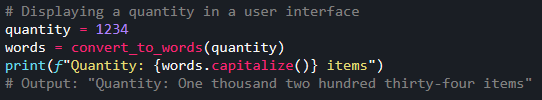 # Displaying a quantity in a user interface
quantity = 1234
words = convert_to_words(quantity)
print(f"Quantity: {words.capitalize()} items")
# Output: "Quantity: One thousand two hundred thirty-four items"